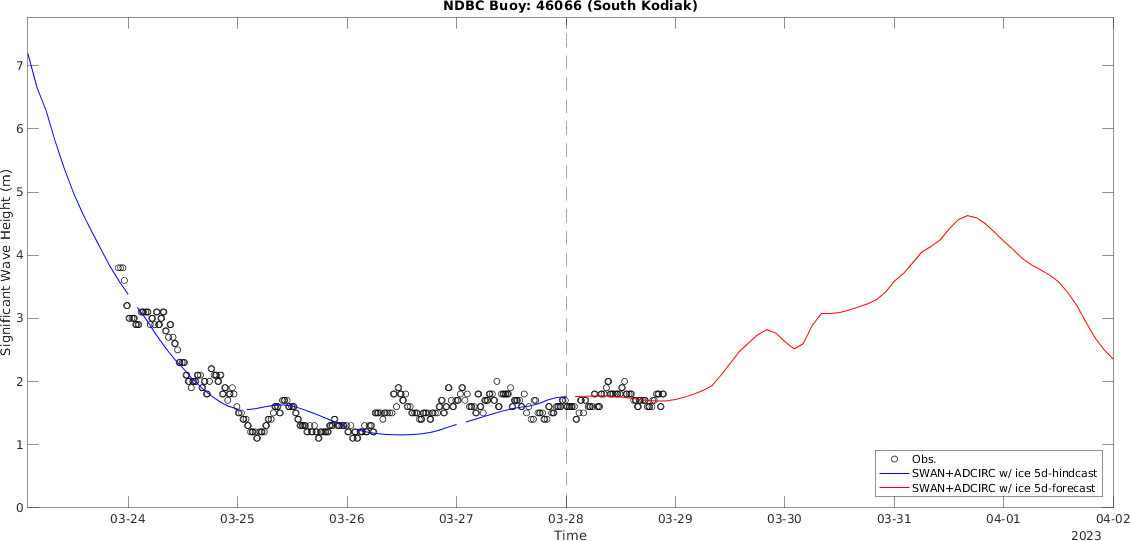 NDBC Buoy: 46066 (South Kodiak)
Significant Wave Height (m)
7
6
5
4
3
2
1
0
Obs.
SWAN+ADCIRC w/ ice 5d-hindcast
SWAN+ADCIRC w/ ice 5d-forecast
03-24 03-25 03-26 03-27 03-28 03-29 03-30 03-31 04-01 04-02
Time
2023